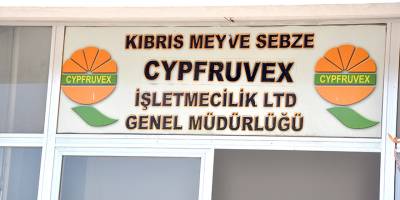 KIBRIS MEYVE SEBZE
CYPFRUVEX
İŞLETMECİLİK LTD
GENEL MÜDÜRLÜĞÜ
CYPFRUVEX
CYPFRUVEX